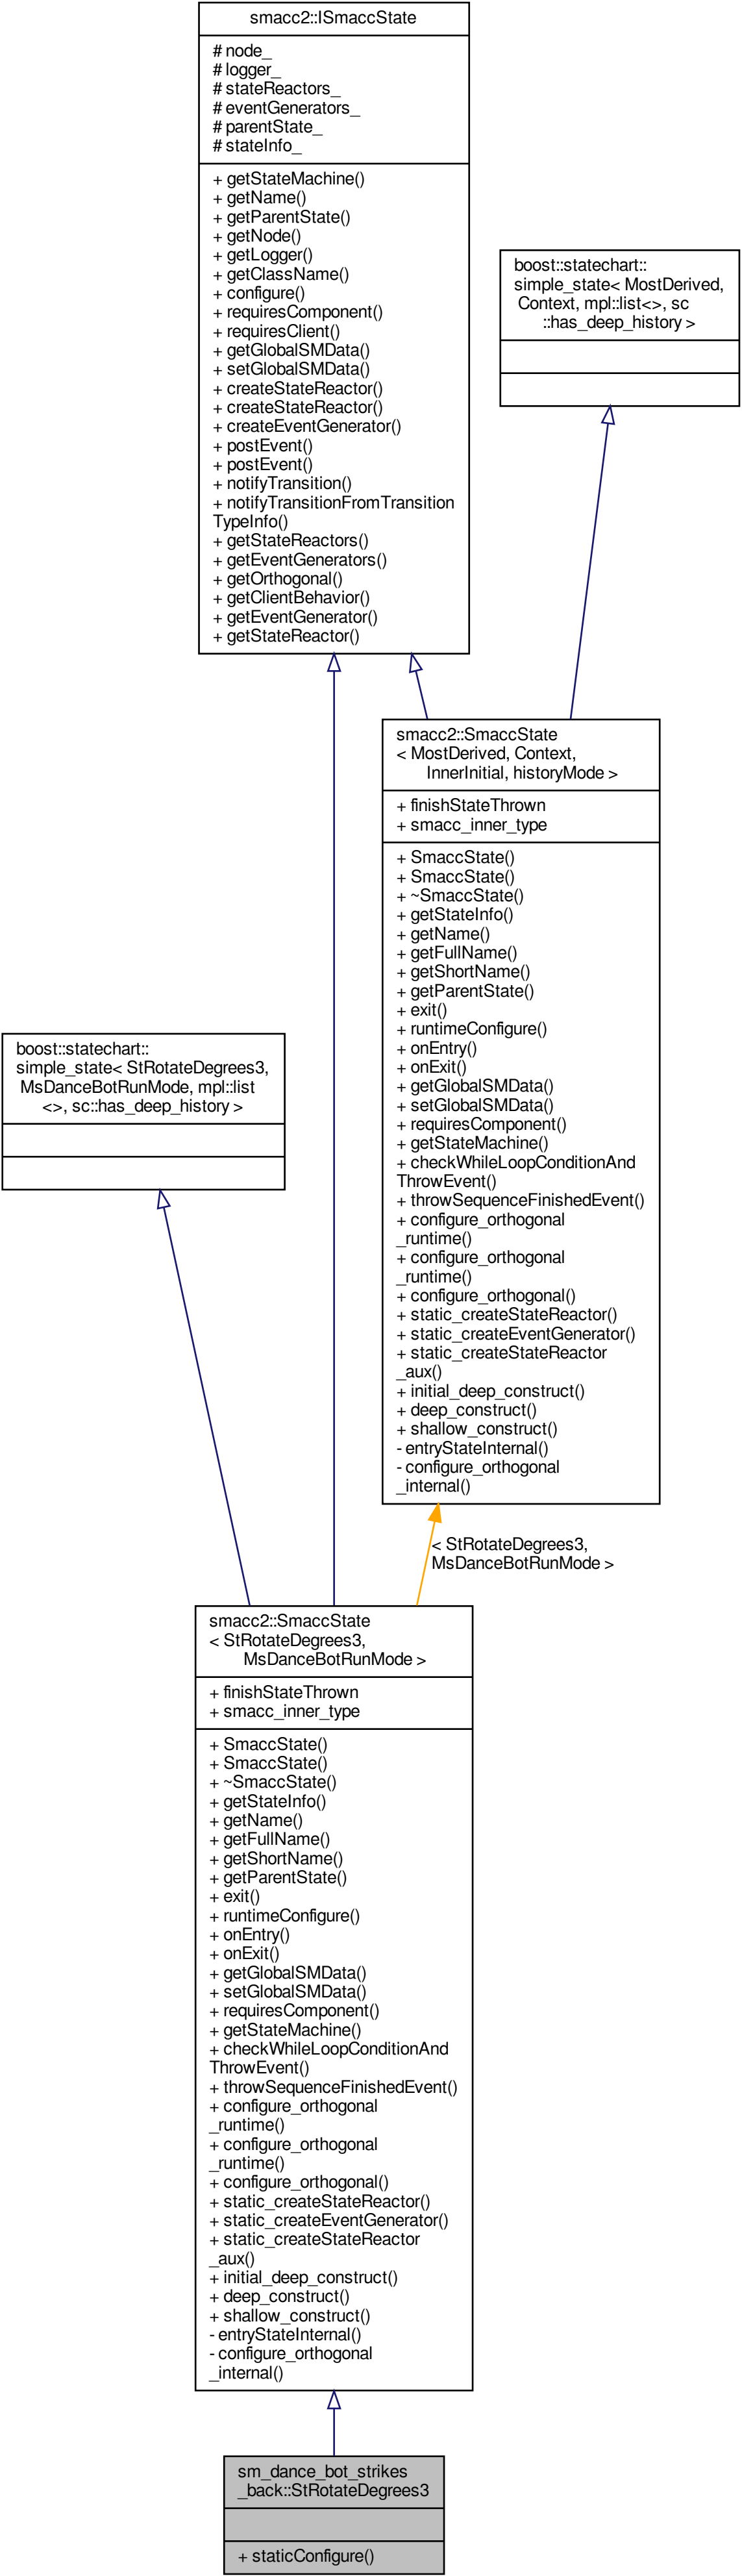 smacc2::ISmaccState
# node_
# logger_
# stateReactors_
# eventGenerators_
# parentState_
# stateInfo_
+ getStateMachine()
+ getName()
+ getParentState()
+ getNode()
+ getLogger()
+ getClassName()
+ configure()
+ requiresComponent()
+ requiresClient()
+ getGlobalSMData()
+ setGlobalSMData()
+ createStateReactor()
+ createStateReactor()
+ createEventGenerator()
+ postEvent()
+ postEvent()
+ notifyTransition()
+ notifyTransitionFromTransition
TypeInfo()
+ getStateReactors()
+ getEventGenerators()
+ getOrthogonal()
+ getClientBehavior()
+ getEventGenerator()
+ getStateReactor()
boost::statechart::
simple_state< MostDerived,
Context, mpl::list<>, sc
::has_deep_history >
smacc2::SmaccState
< MostDerived, Context,
InnerInitial, historyMode >
+ finishStateThrown
+ smacc_inner_type
+ SmaccState()
+ SmaccState()
+ ~SmaccState()
+ getStateInfo()
+ getName()
+ getFullName()
+ getShortName()
+ getParentState()
+ exit()
+ runtimeConfigure()
+ onEntry()
+ onExit()
+ getGlobalSMData()
+ setGlobalSMData()
+ requiresComponent()
+ getStateMachine()
+ checkWhileLoopConditionAnd
ThrowEvent()
+ throwSequenceFinishedEvent()
+ configure_orthogonal
_runtime()
+ configure_orthogonal
_runtime()
+ configure_orthogonal()
+ static_createStateReactor()
+ static_createEventGenerator()
+ static_createStateReactor
_aux()
+ initial_deep_construct()
+ deep_construct()
+ shallow_construct()
- entryStateInternal()
- configure_orthogonal
_internal()
boost::statechart::
simple_state< StRotateDegrees3,
MsDanceBotRunMode, mpl::list
<>, sc::has_deep_history >
< StRotateDegrees3,
MsDanceBotRunMode >
smacc2::SmaccState
< StRotateDegrees3,
MsDanceBotRunMode >
+ finishStateThrown
+ smacc_inner_type
+ SmaccState()
+ SmaccState()
+ ~SmaccState()
+ getStateInfo()
+ getName()
+ getFullName()
+ getShortName()
+ getParentState()
+ exit()
+ runtimeConfigure()
+ onEntry()
+ onExit()
+ getGlobalSMData()
+ setGlobalSMData()
+ requiresComponent()
+ getStateMachine()
+ checkWhileLoopConditionAnd
ThrowEvent()
+ throwSequenceFinishedEvent()
+ configure_orthogonal
_runtime()
+ configure_orthogonal
_runtime()
+ configure_orthogonal()
+ static_createStateReactor()
+ static_createEventGenerator()
+ static_createStateReactor
_aux()
+ initial_deep_construct()
+ deep_construct()
+ shallow_construct()
- entryStateInternal()
- configure_orthogonal
_internal()
sm_dance_bot_strikes
_back::StRotateDegrees3
+ staticConfigure()